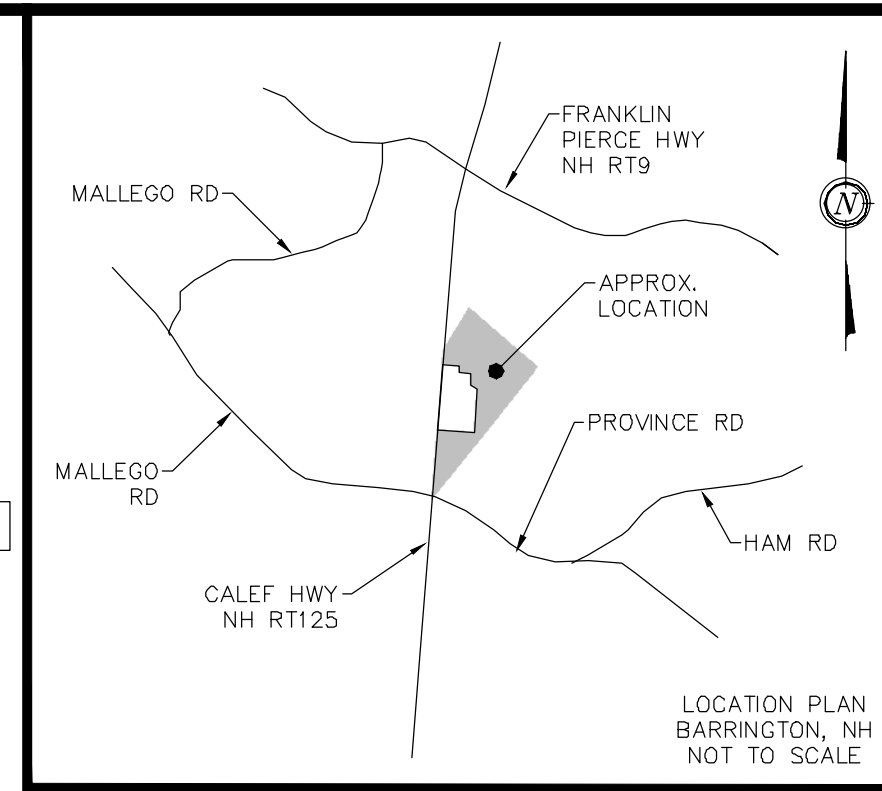 FRANKLIN
PIERCE HWY
NH RT9
MALLEGO RD
N
APPROX.
LOCATION
PROVINCE RD
MALLEGO
RD
HAM RD
CALEF HWY
NH RT125
LOCATION PLAN
BARRINGTON, NH
NOT TO SCALE